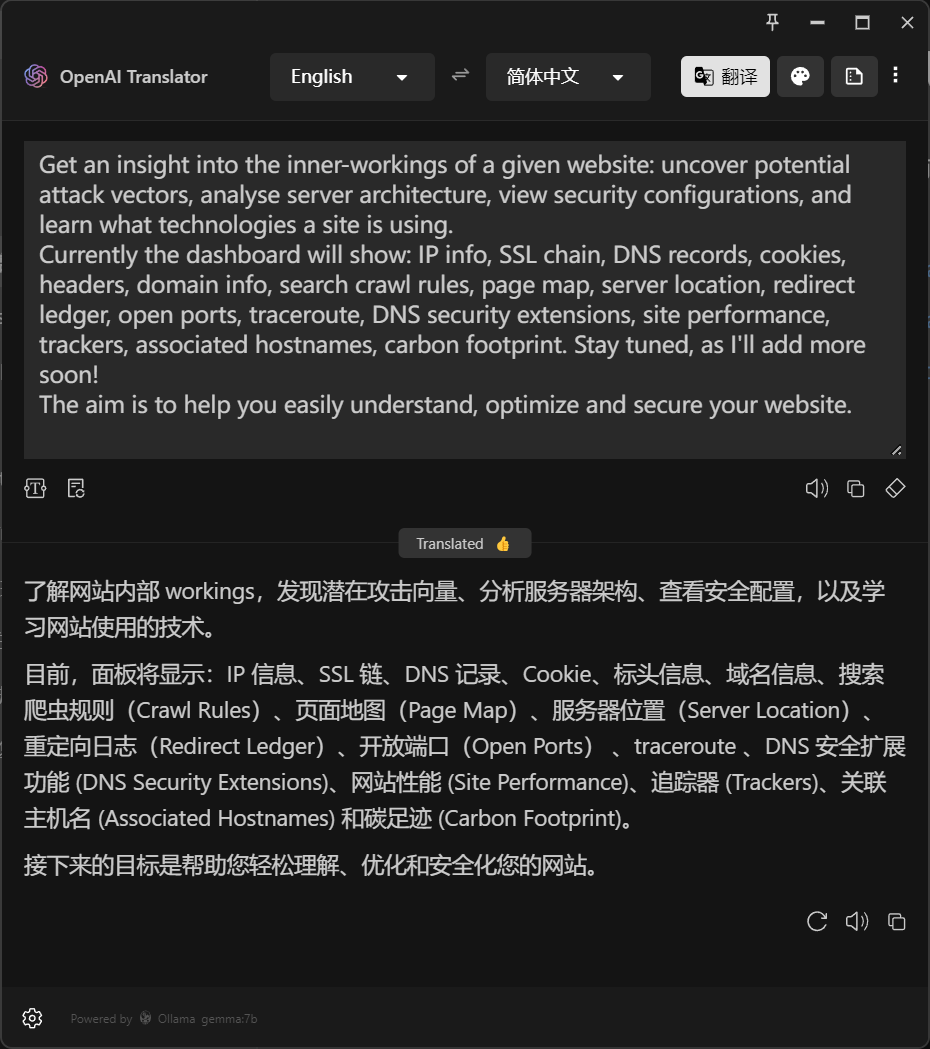 OpenAI Translator
English
简体中文
翻译
Get an insight into the inner-workings of a given website: uncover potential
attack vectors, analyse server architecture, view security configurations, and
learn what technologies a site is using.
Currently the dashboard will show: IP info, SSL chain, DNS records, cookies,
headers, domain info, search crawl rules, page map, server location, redirect
ledger, open ports, traceroute, DNS security extensions, site performance,
trackers, associated hostnames, carbon footprint. Stay tuned, as I'll add more
soon!
The aim is to help you easily understand, optimize and secure your website.
Translated 👍
了解网站内部 workings，发现潜在攻击向量、分析服务器架构、查看安全配置，以及学
习网站使用的技术。
目前，面板将显示：IP 信息、SSL 链、DNS 记录、Cookie、标头信息、域名信息、搜索
爬虫规则（Crawl Rules）、页面地图（Page Map）、服务器位置（Server Location）、
重定向日志（Redirect Ledger）、开放端口（Open Ports） 、traceroute 、DNS 安全扩展
功能 (DNS Security Extensions)、网站性能 (Site Performance)、追踪器 (Trackers)、关联
主机名 (Associated Hostnames) 和碳足迹 (Carbon Footprint)。
接下来的目标是帮助您轻松理解、优化和安全化您的网站。
Powered by Ollama gemma:7b